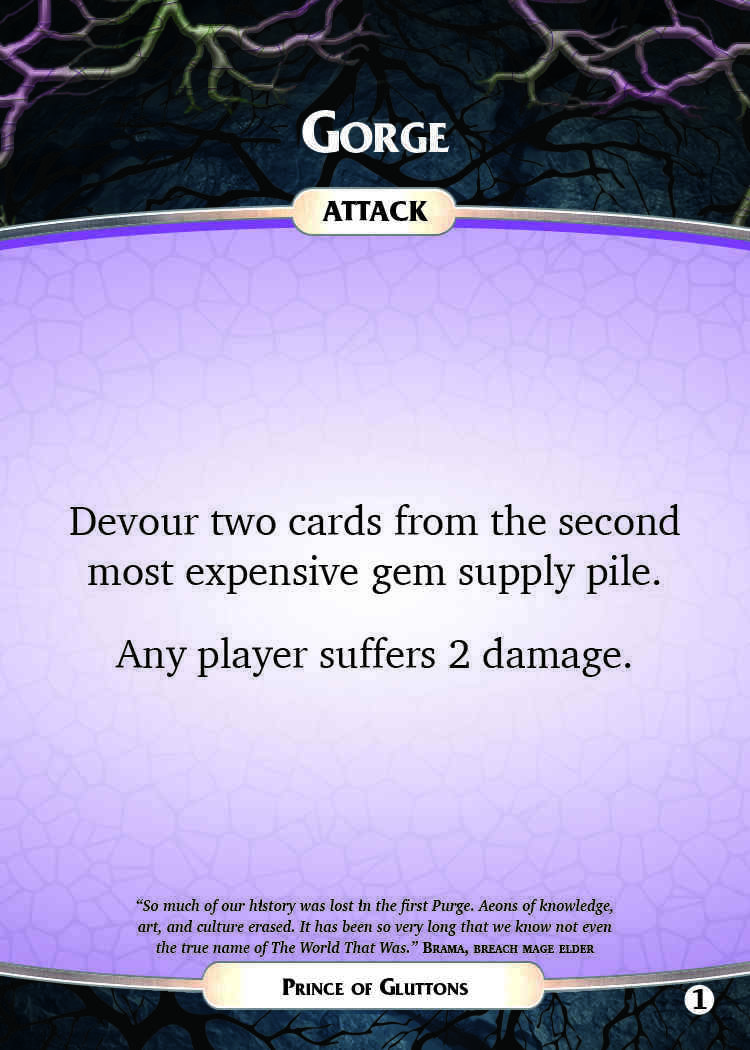 Gorge
ATTACK
Devour two cards from the second
most expensive gem supply pile.
Any player suffers 2 damage.
“So much of our history was lost in the first Purge. Aeons of knowledge,
art, and culture erased. It has been so very long that we know not even
the true name of The World That Was.” Brama, breach mage elder
Prince of Gluttons
1